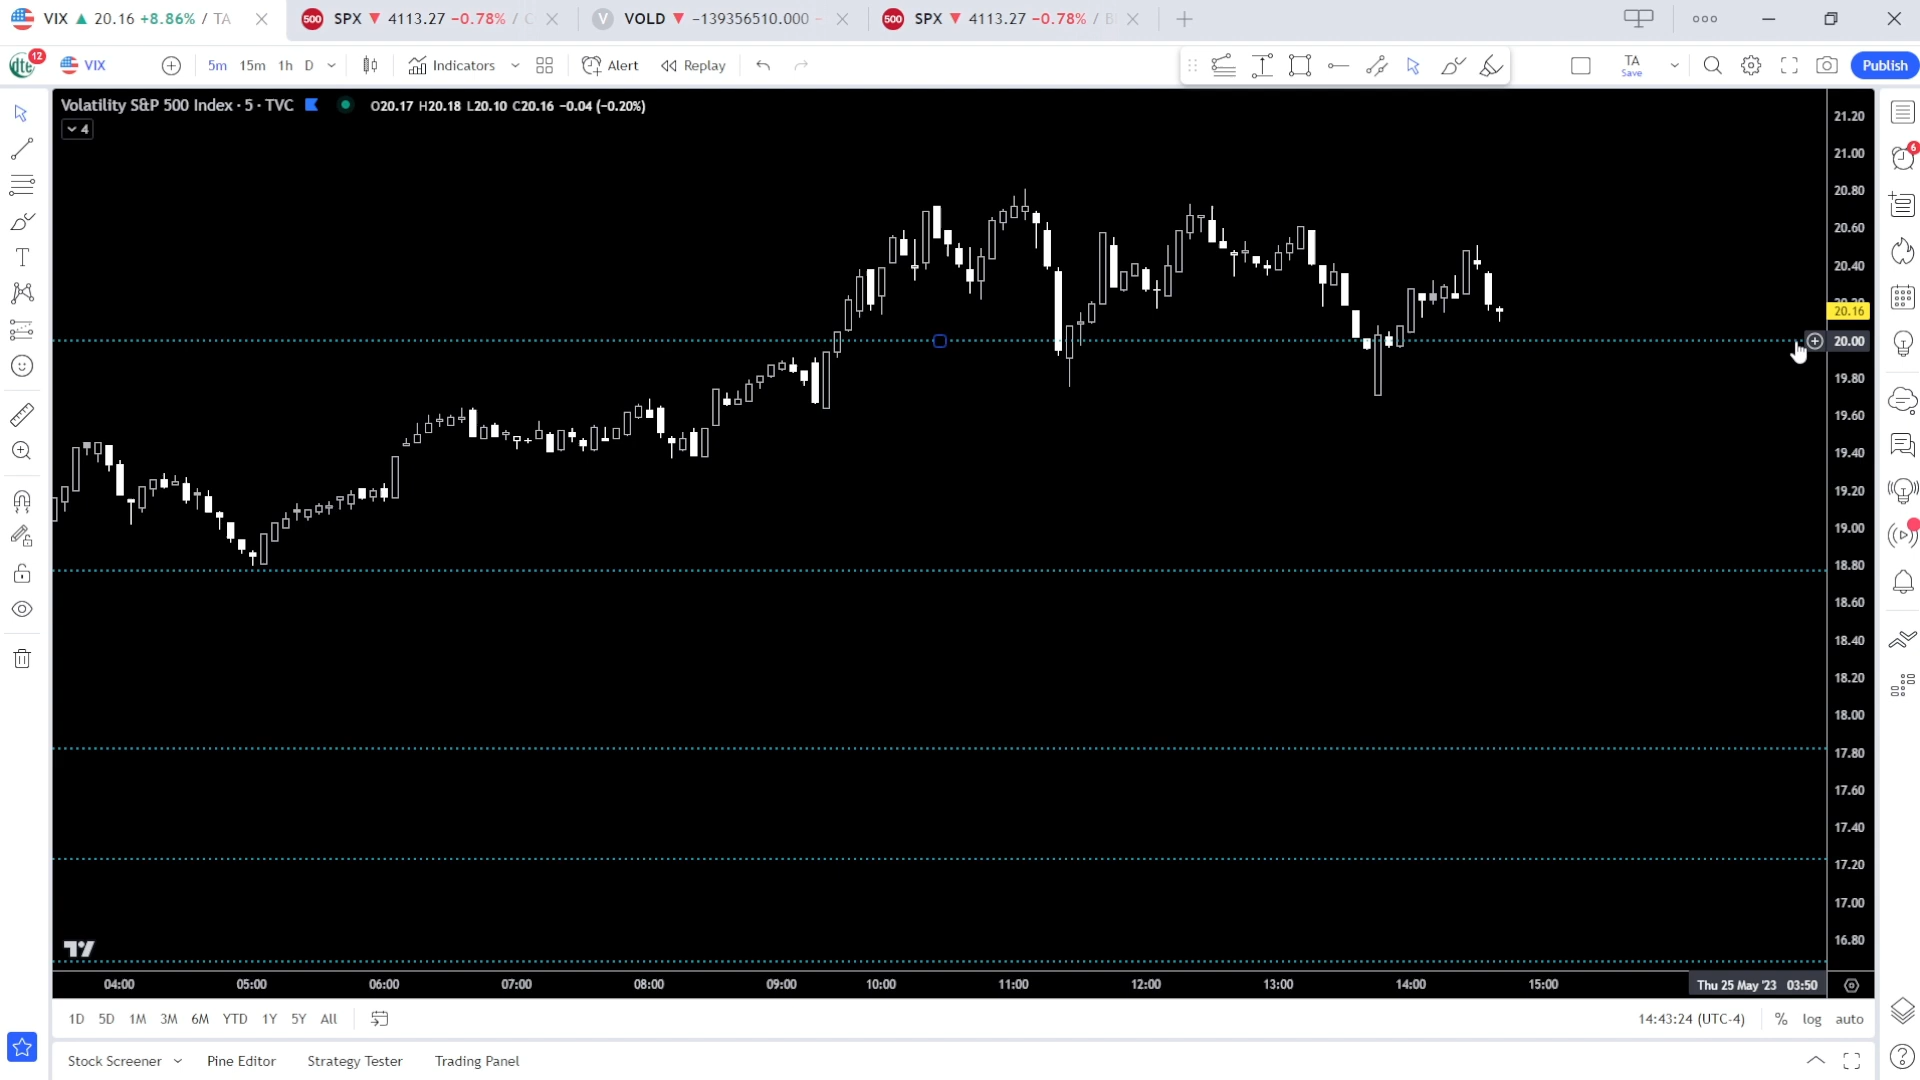 VIX ▲ 20.16 +8.86% / TA
500 SPX ▼ 4113.27 −0.78% / C
V VOLD ▼ −139356510.000 −
500 SPX ▼ 4113.27 −0.78% / B
dtc 12
VIX
5m 15m 1h D
Indicators
Alert
Replay
TA
Save
Publish
Volatility S&P 500 Index · 5 · TVC
O20.17 H20.18 L20.10 C20.16 −0.04 (−0.20%)
4
6
21.20
21.00
20.80
20.60
20.40
20.20
20.16
20.00
19.80
19.60
19.40
19.20
19.00
18.80
18.60
18.40
18.20
18.00
17.80
17.60
17.40
17.20
17.00
16.80
04:00 05:00 06:00 07:00 08:00 09:00 10:00 11:00 12:00 13:00 14:00 15:00
Thu 25 May '23 03:50
1D 5D 1M 3M 6M YTD 1Y 5Y All
14:43:24 (UTC-4)
% log auto
Stock Screener
Pine Editor
Strategy Tester
Trading Panel